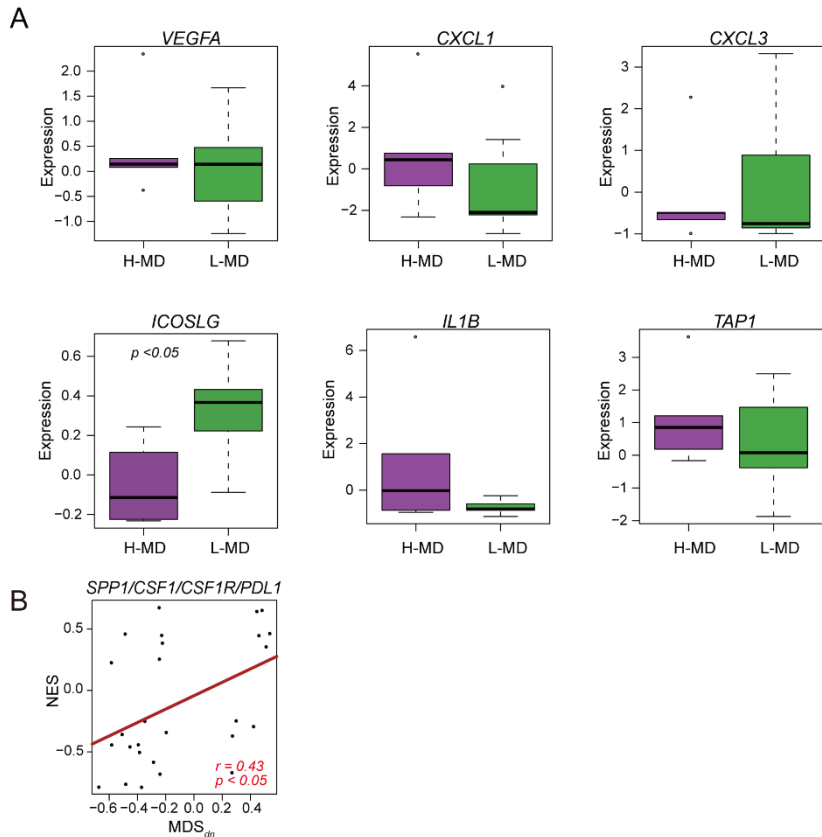 A
VEGFA
CXCL1
CXCL3
Expression
2.0
1.5
1.0
0.5
0.0
−0.5
−1.0
H-MD
L-MD
Expression
4
2
0
−2
H-MD
L-MD
Expression
3
2
1
0
−1
H-MD
L-MD
ICOSLG
IL1B
TAP1
p <0.05
Expression
0.6
0.4
0.2
0.0
−0.2
H-MD
L-MD
Expression
6
4
2
0
H-MD
L-MD
Expression
3
2
1
0
−1
−2
H-MD
L-MD
B
SPP1/CSF1/CSF1R/PDL1
NES
0.5
0.0
−0.5
r = 0.43
p < 0.05
−0.6 −0.4 −0.2 0.0 0.2 0.4
MDSdn